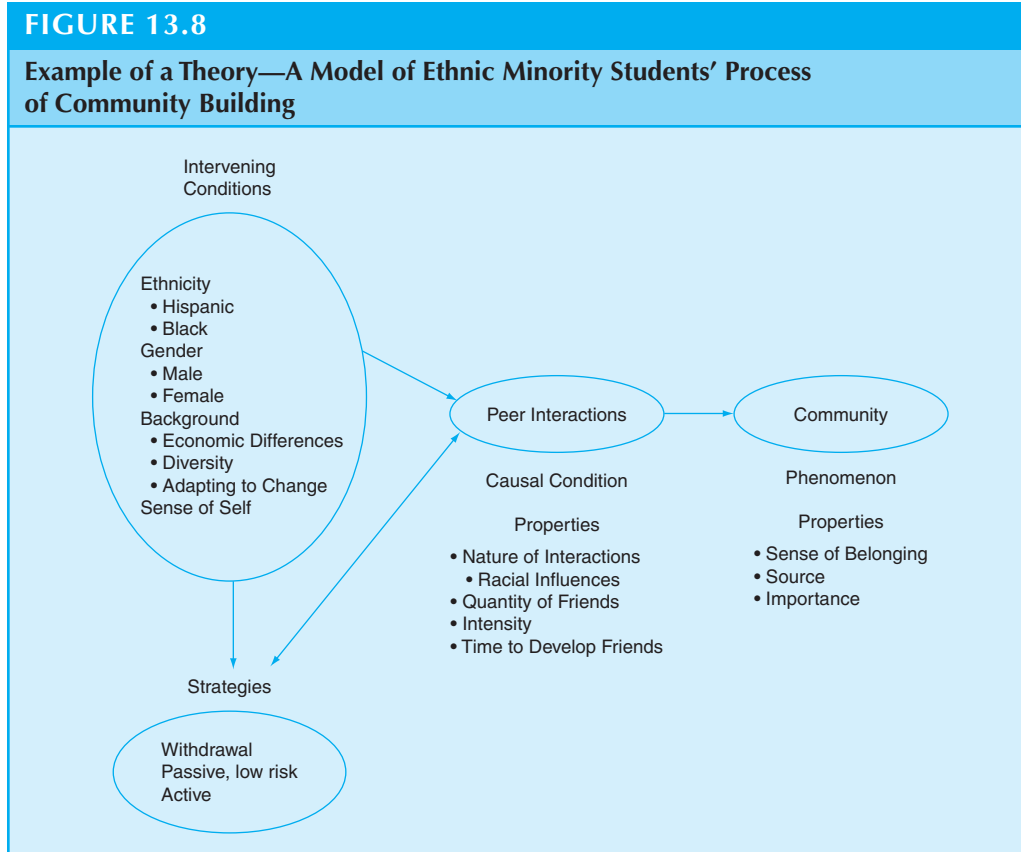 FIGURE 13.8
Example of a Theory—A Model of Ethnic Minority Students’ Process
of Community Building
Intervening
Conditions
Ethnicity
• Hispanic
• Black
Gender
• Male
• Female
Background
• Economic Differences
• Diversity
• Adapting to Change
Sense of Self
Peer Interactions
Causal Condition
Properties
• Nature of Interactions
• Racial Influences
• Quantity of Friends
• Intensity
• Time to Develop Friends
Community
Phenomenon
Properties
• Sense of Belonging
• Source
• Importance
Strategies
Withdrawal
Passive, low risk
Active